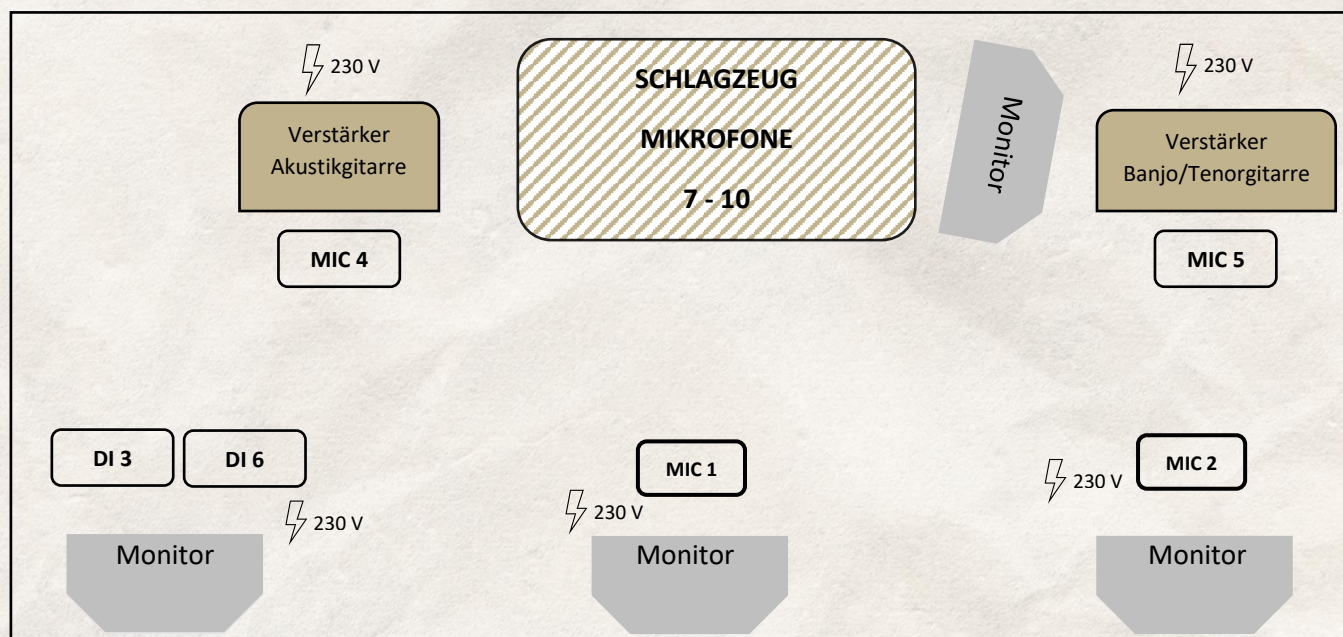 230 V
Verstärker
Akustikgitarre
MIC 4
SCHLAGZEUG
MIKROFONE
7 - 10
Monitor
230 V
Verstärker
Banjo/Tenorgitarre
MIC 5
DI 3
DI 6
230 V
Monitor
MIC 1
230 V
Monitor
MIC 2
230 V
Monitor